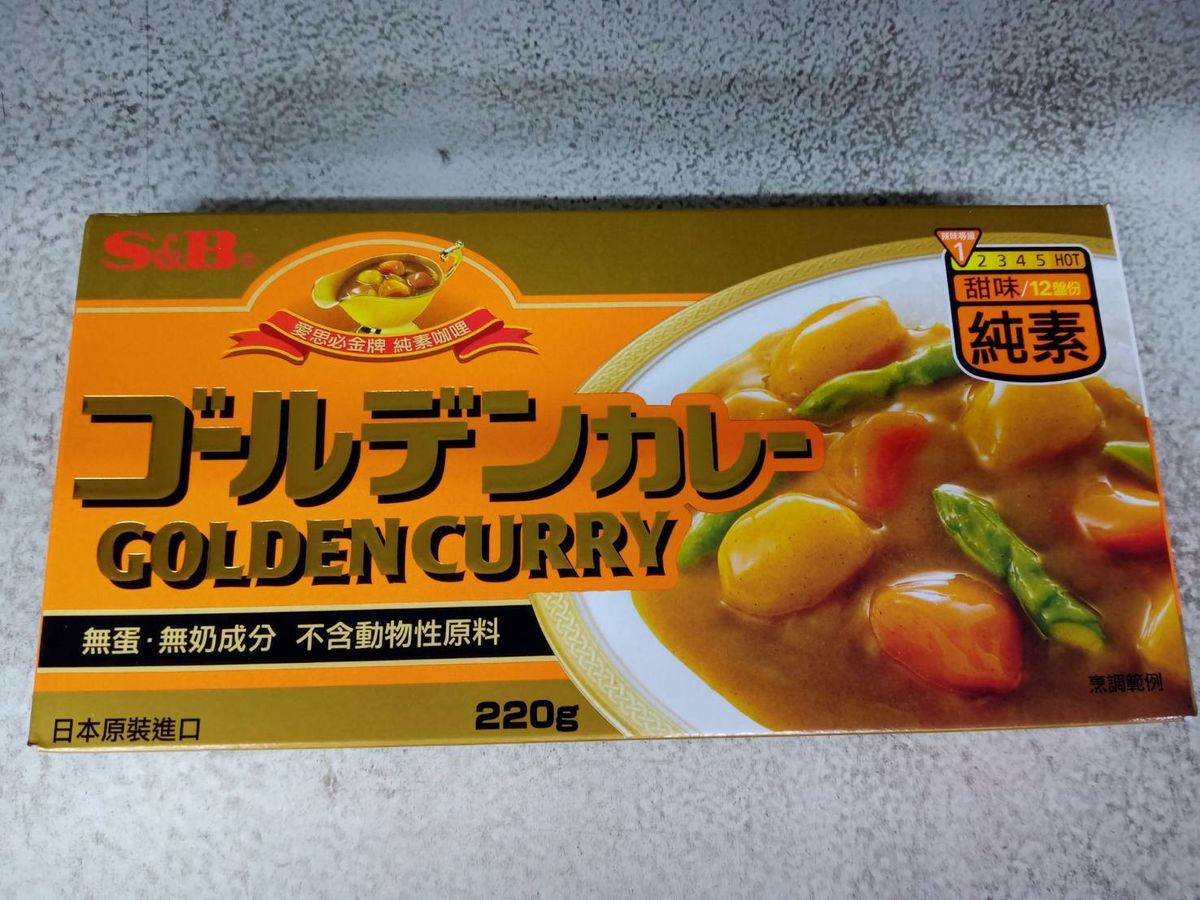 S&B®
愛思必金牌 純素咖哩
辣味等級
1 2 3 4 5 HOT
甜味/12盤份
純素
ゴールデンカレー
GOLDEN CURRY
無蛋·無奶成分 不含動物性原料
220g
日本原裝進口
烹調範例